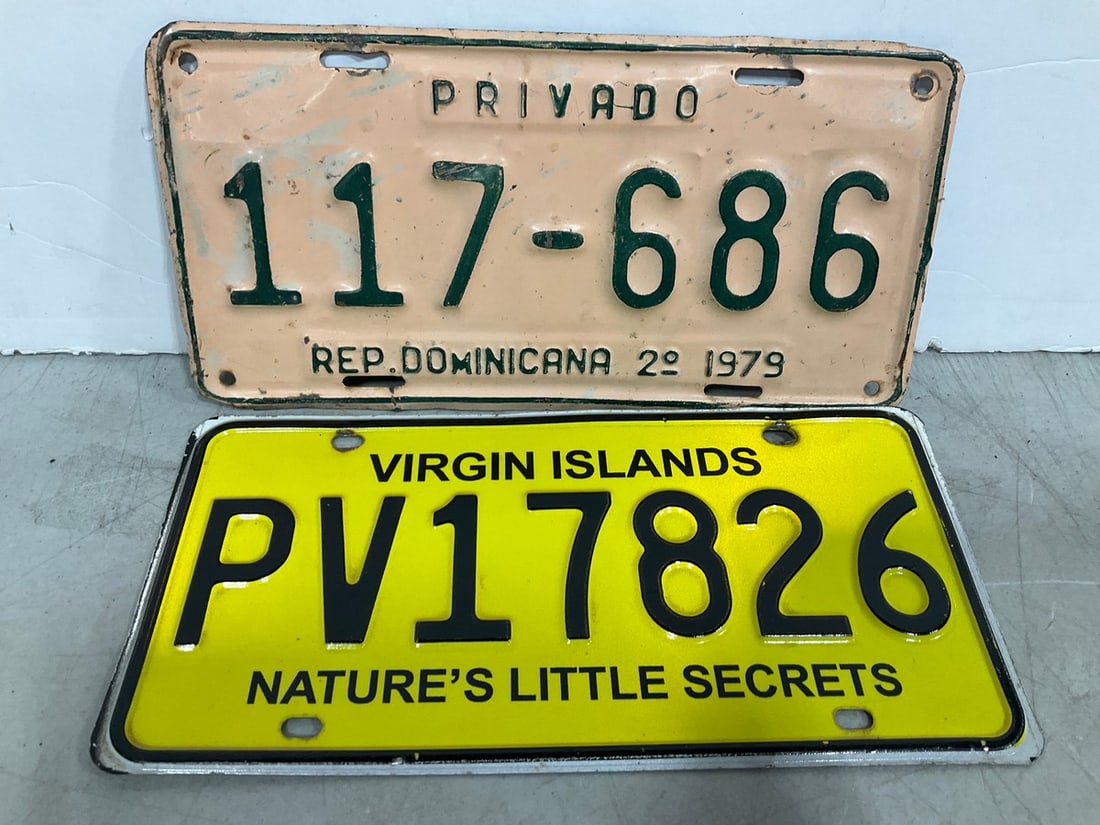 PRIVADO
117-686
REP. DOMINICANA 2º 1979
VIRGIN ISLANDS
PV17826
NATURE'S LITTLE SECRETS